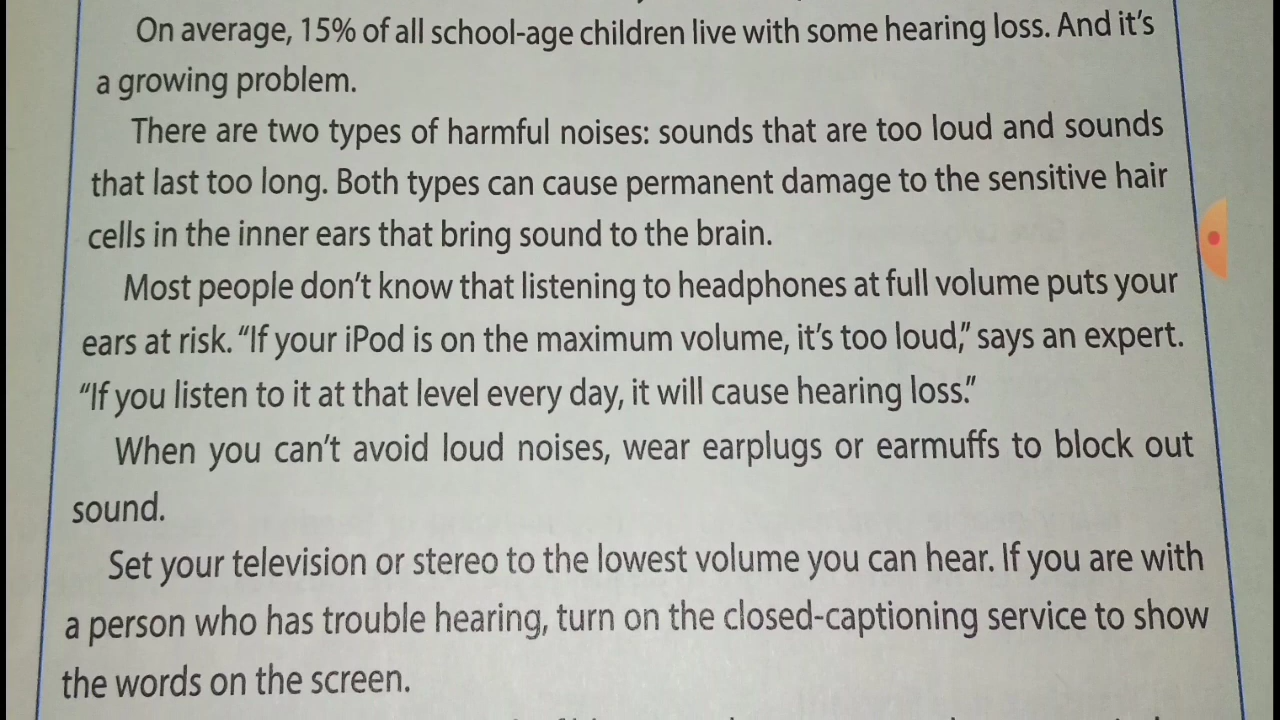 On average, 15% of all school-age children live with some hearing loss. And it's
a growing problem.
There are two types of harmful noises: sounds that are too loud and sounds
that last too long. Both types can cause permanent damage to the sensitive hair
cells in the inner ears that bring sound to the brain.
Most people don't know that listening to headphones at full volume puts your
ears at risk. "If your iPod is on the maximum volume, it's too loud," says an expert.
"If you listen to it at that level every day, it will cause hearing loss."
When you can't avoid loud noises, wear earplugs or earmuffs to block out
sound.
Set your television or stereo to the lowest volume you can hear. If you are with
a person who has trouble hearing, turn on the closed-captioning service to show
the words on the screen.